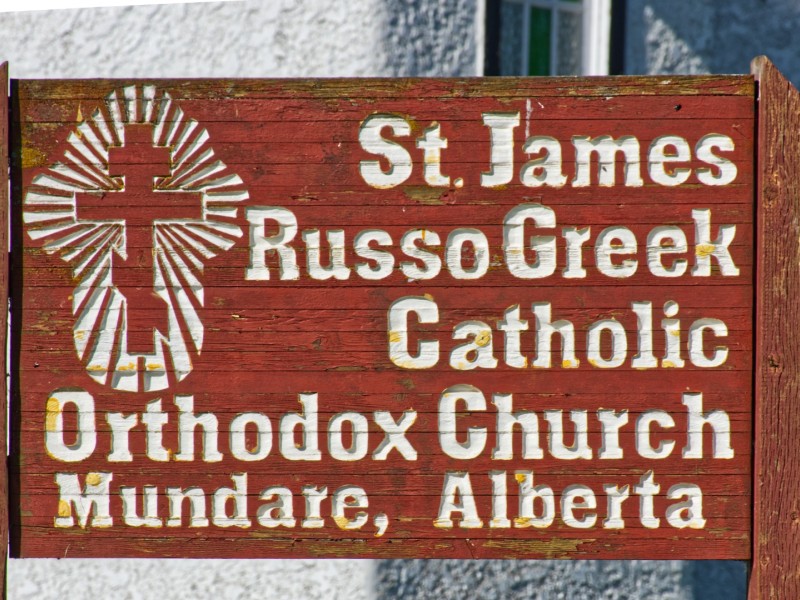 St. James
Russo Greek
Catholic
Orthodox Church
Mundare, Alberta